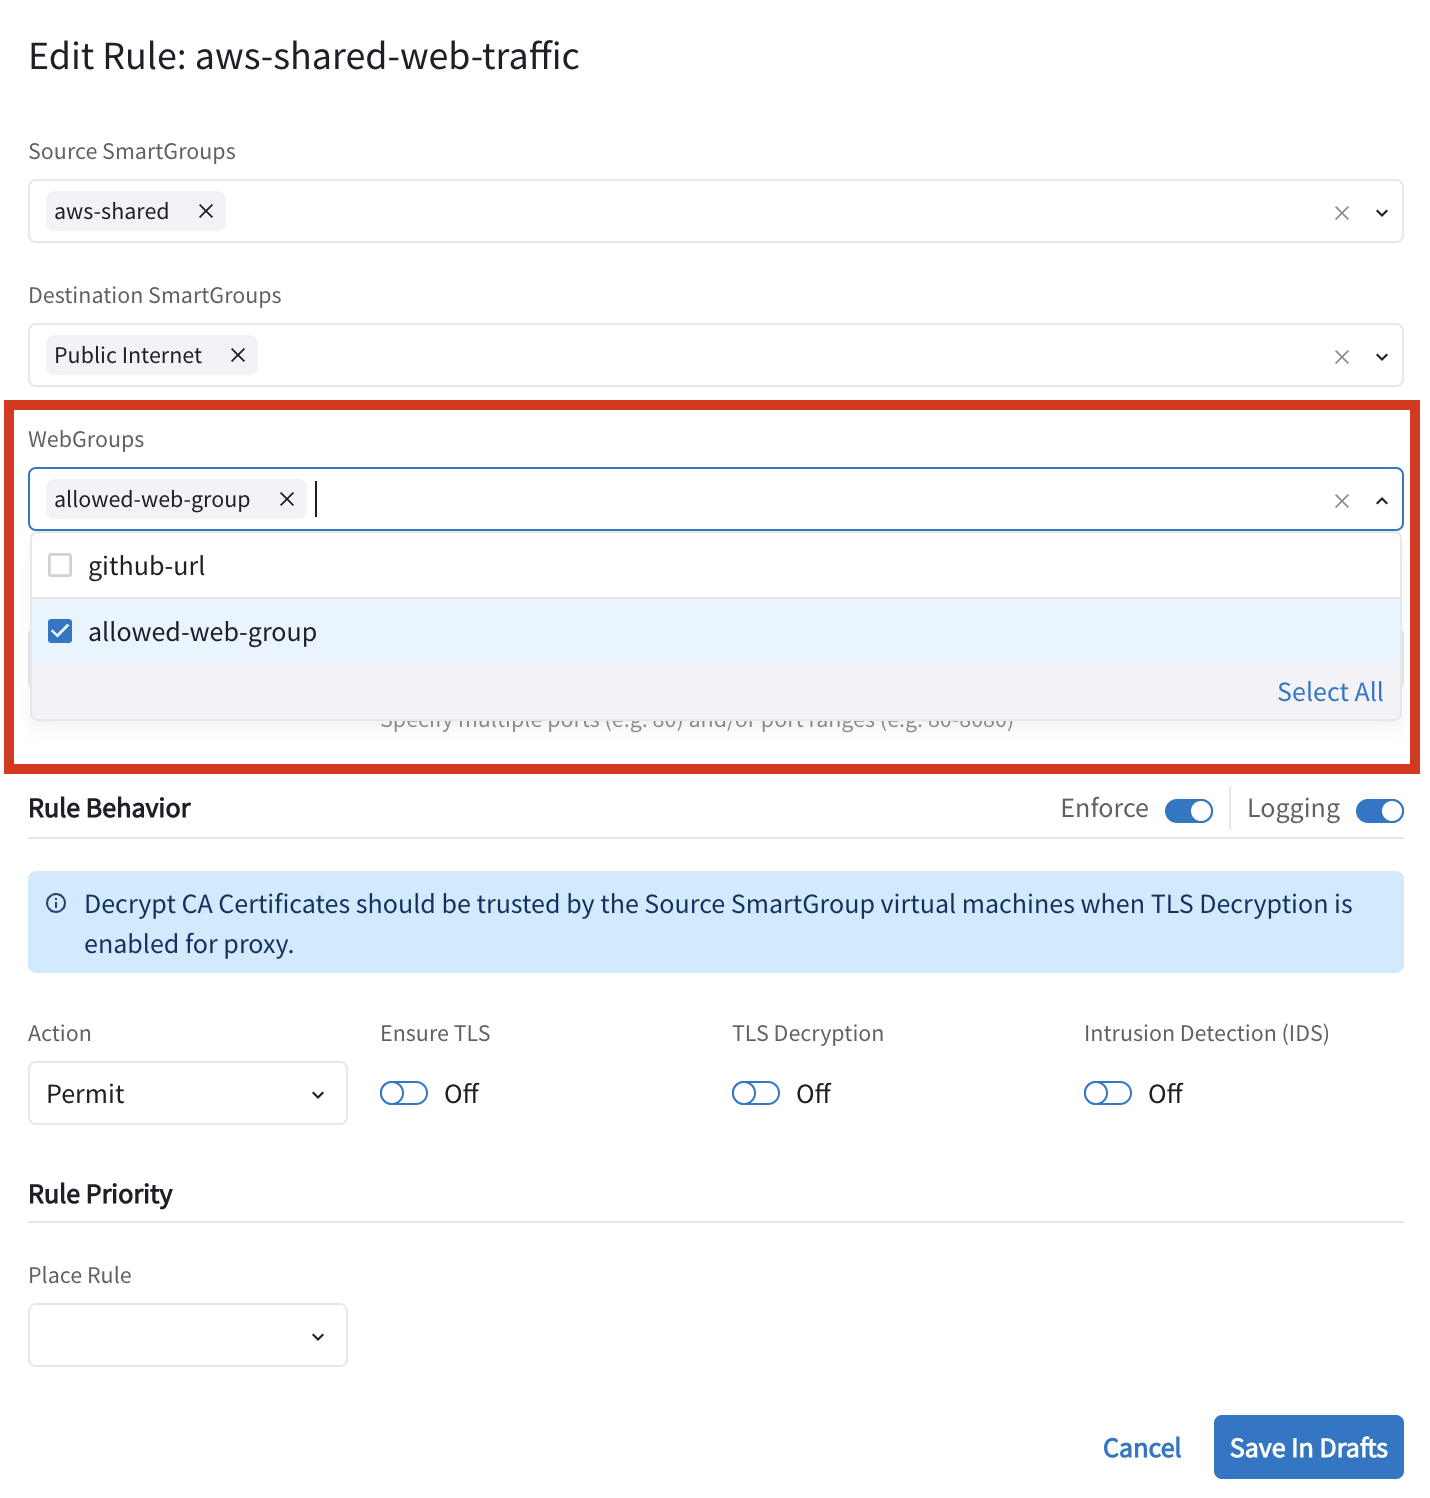 Edit Rule: aws-shared-web-traffic
Source SmartGroups
aws-shared
Destination SmartGroups
Public Internet
WebGroups
allowed-web-group
github-url
allowed-web-group
Select All
Specify multiple ports (e.g. 80) and/or port ranges (e.g. 80-8080)
Rule Behavior
Enforce
Logging
Decrypt CA Certificates should be trusted by the Source SmartGroup virtual machines when TLS Decryption is
enabled for proxy.
Action
Ensure TLS
TLS Decryption
Intrusion Detection (IDS)
Permit
Off
Off
Off
Rule Priority
Place Rule
Cancel
Save In Drafts